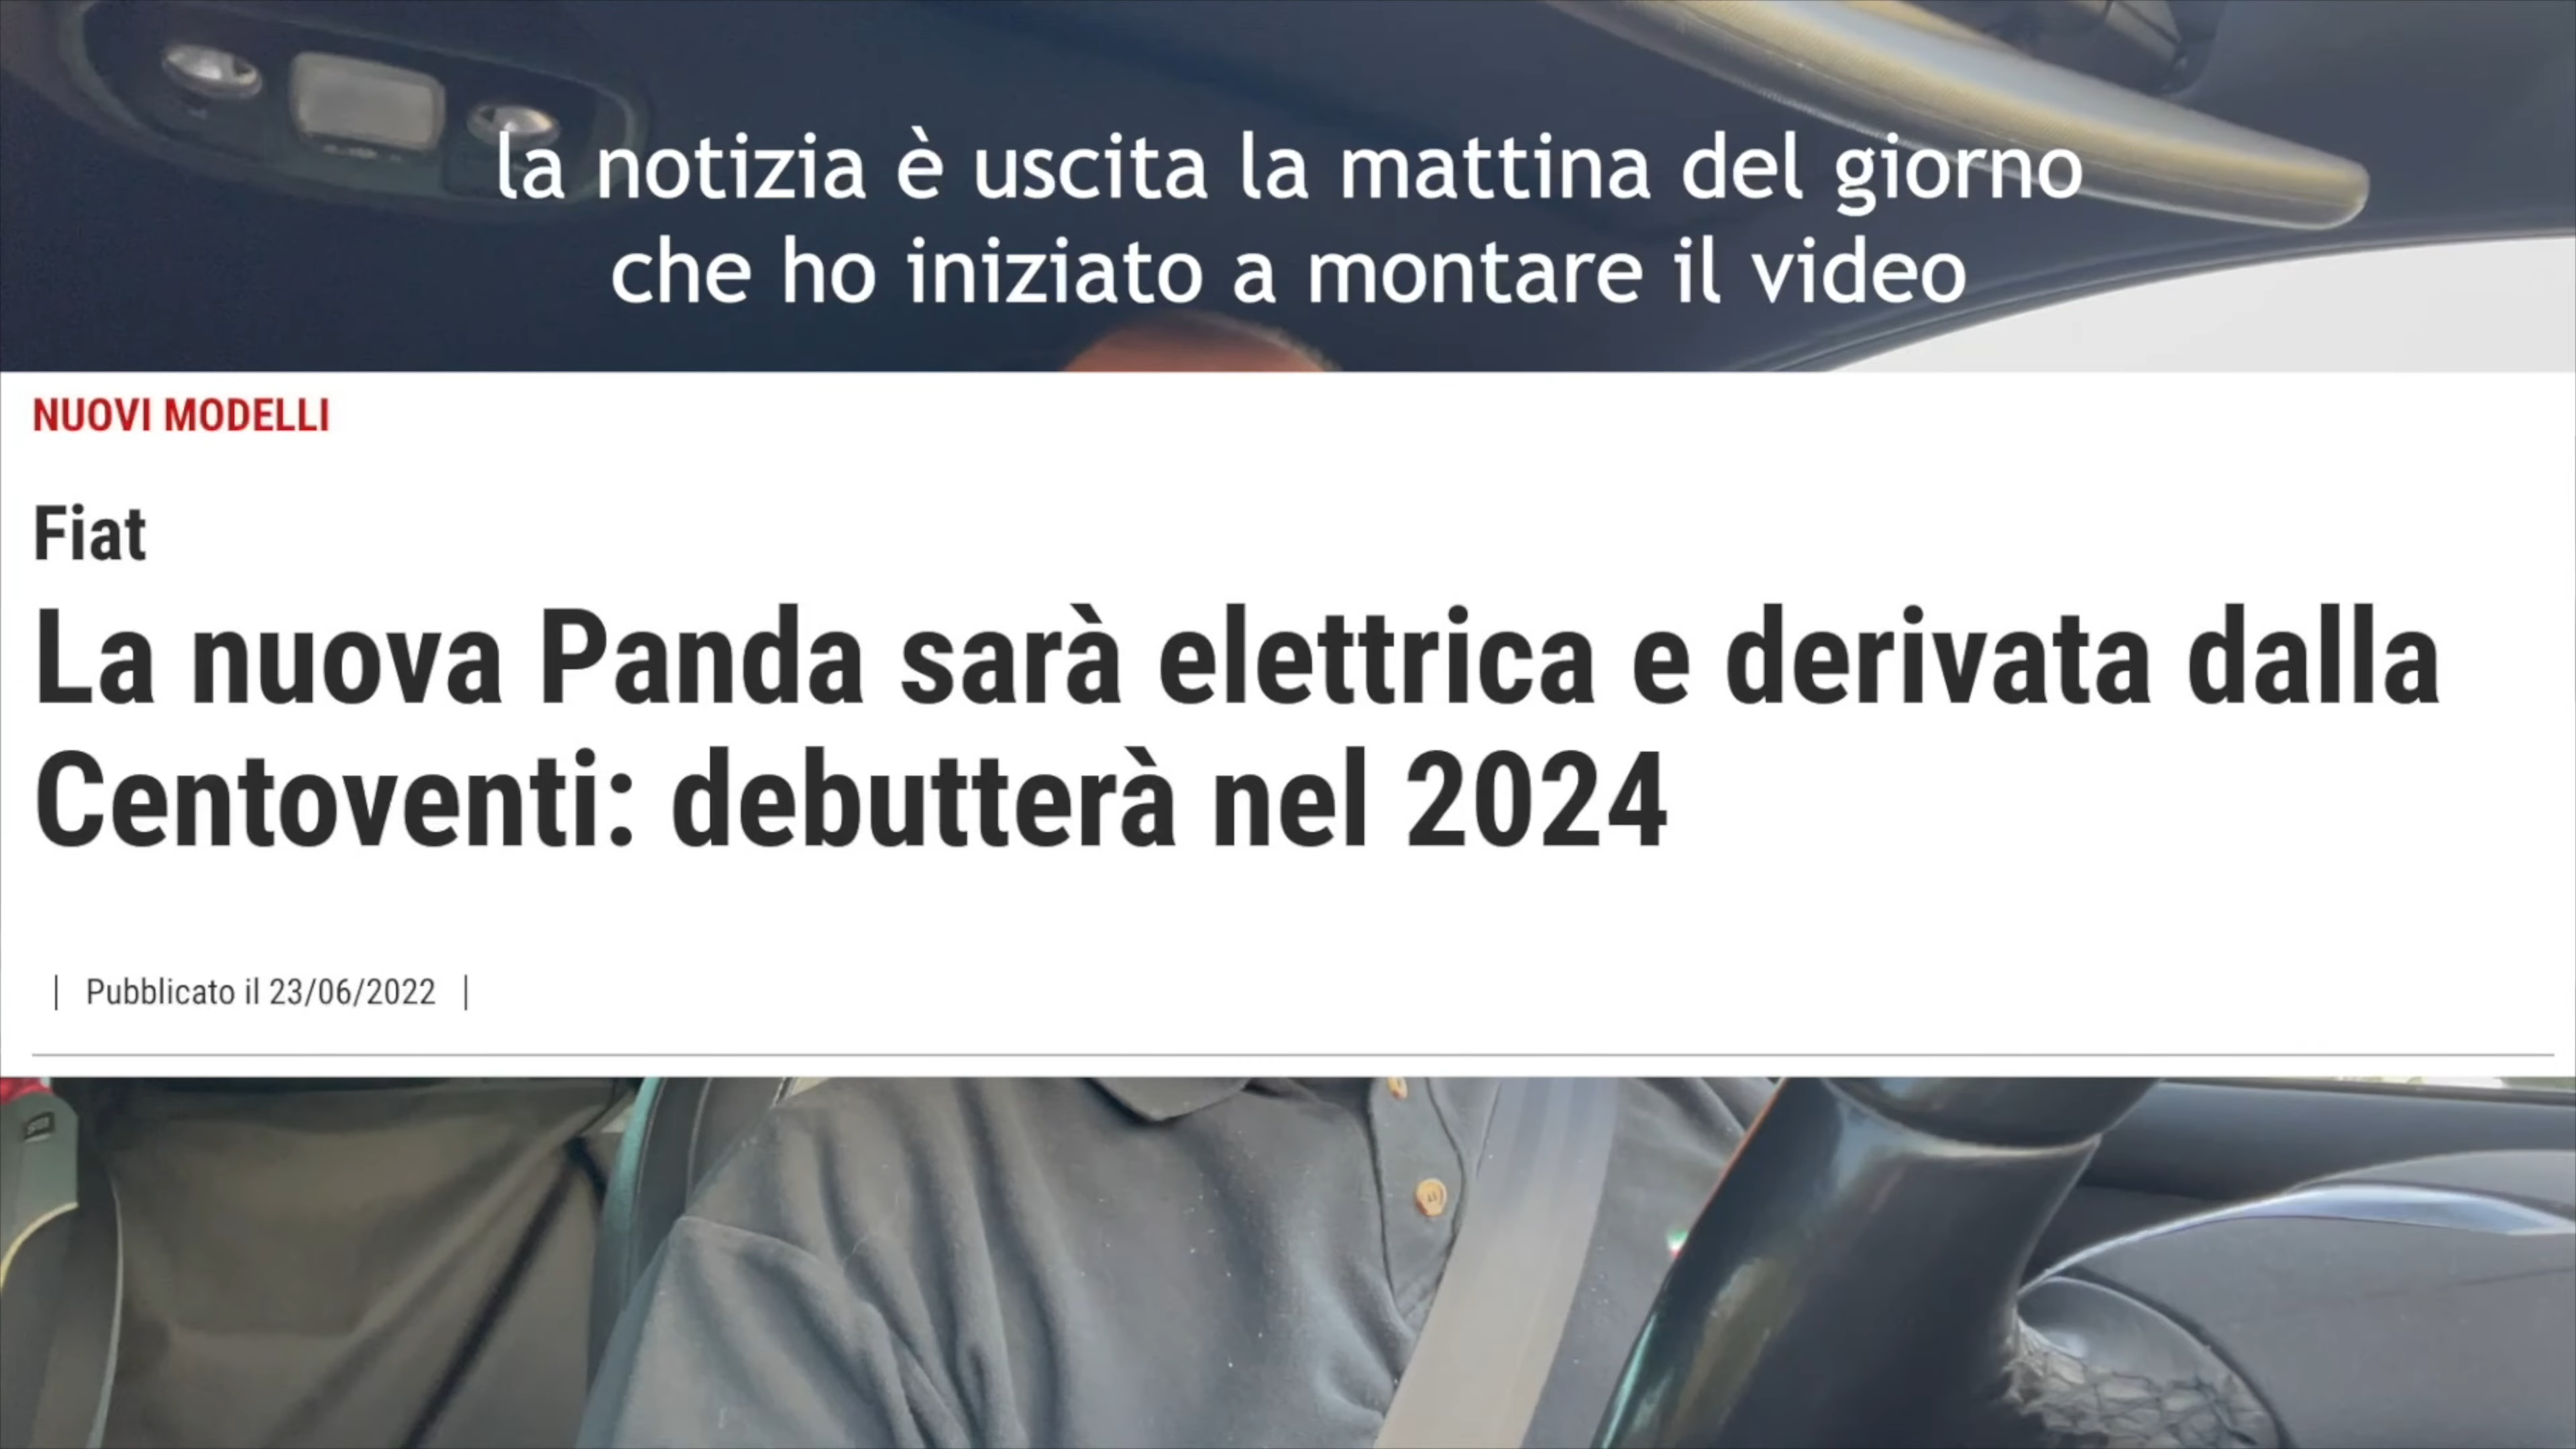 la notizia è uscita la mattina del giorno
che ho iniziato a montare il video
NUOVI MODELLI
Fiat
La nuova Panda sarà elettrica e derivata dalla
Centoventi: debutterà nel 2024
| Pubblicato il 23/06/2022 |